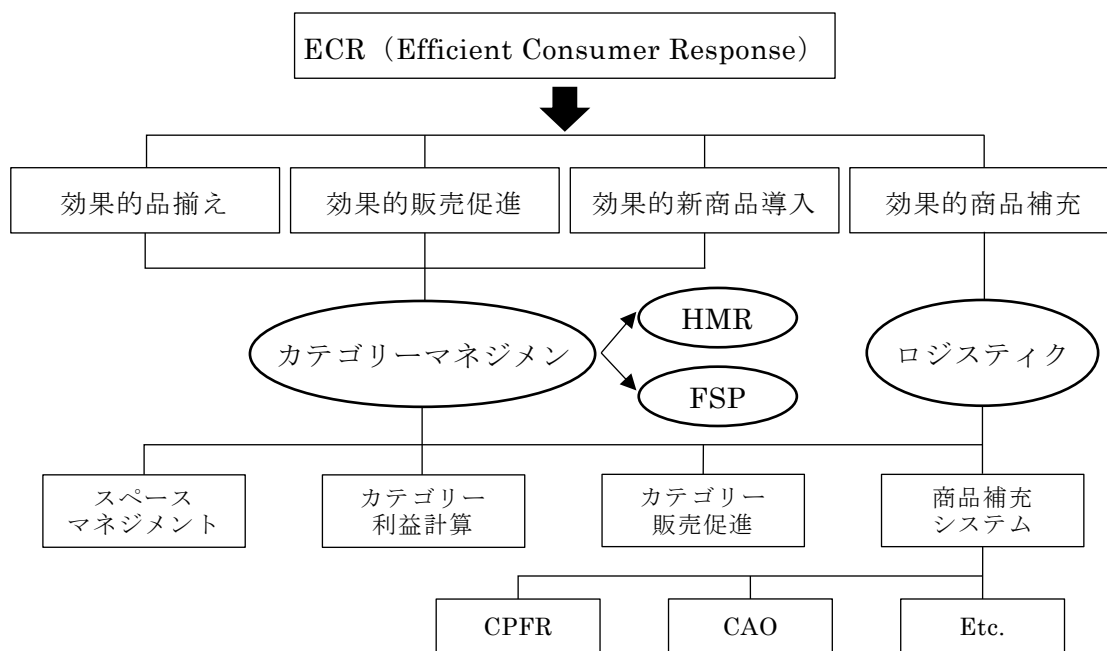 ECR（Efficient Consumer Response）
効果的品揃え
効果的販売促進
効果的新商品導入
効果的商品補充
カテゴリーマネジメン
HMR
FSP
ロジスティク
スペース
マネジメント
カテゴリー
利益計算
カテゴリー
販売促進
商品補充
システム
CPFR
CAO
Etc.